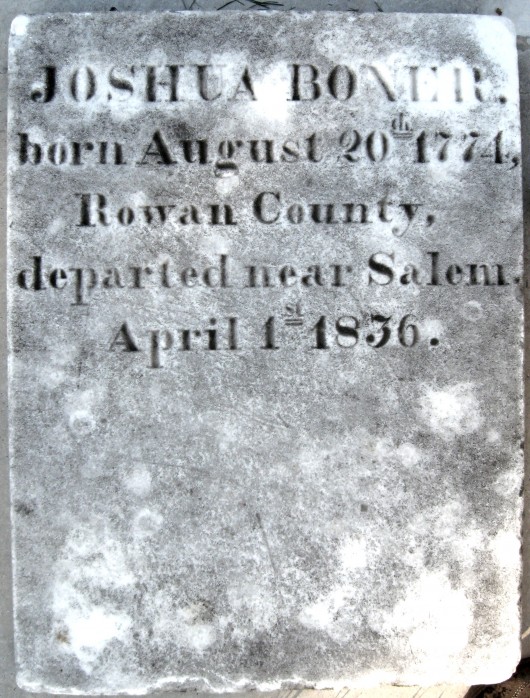 JOSHUA BONER,
born August 20th 1774,
Rowan County,
departed near Salem.
April 1st 1836.